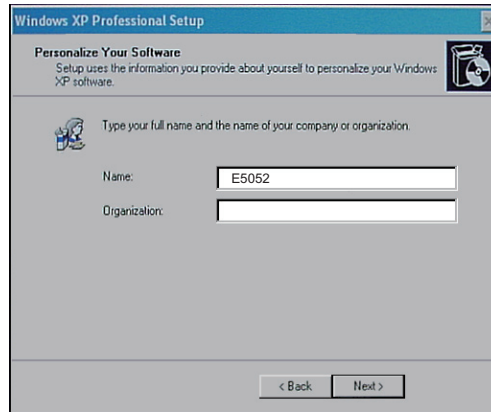 Windows XP Professional Setup
Personalize Your Software
Setup uses the information you provide about yourself to personalize your Windows
XP software.
Type your full name and the name of your company or organization.
Name:
E5052
Organization:
< Back
Next >